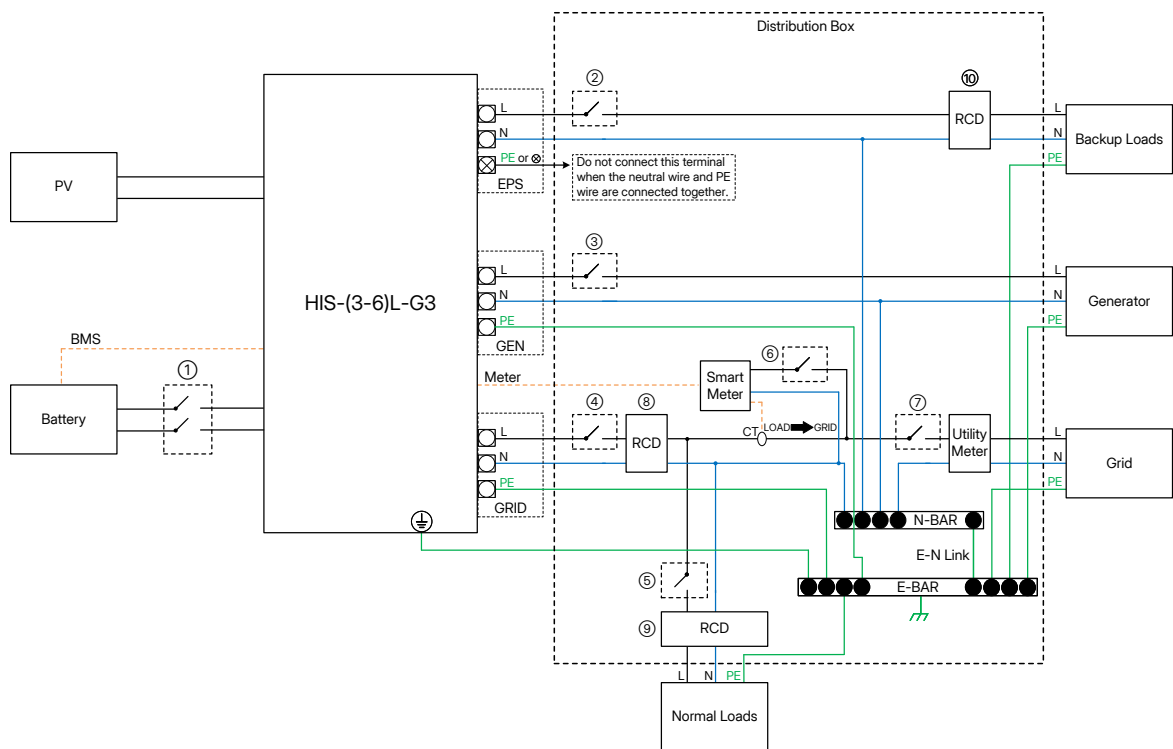 Distribution Box
②
⑩
L
L
RCD
N
N
Backup Loads
PE or ⊗
PE
EPS
Do not connect this terminal
when the neutral wire and PE
wire are connected together.
PV
③
L
L
HIS-(3-6)L-G3
N
N
Generator
PE
PE
GEN
BMS
①
Battery
Meter
Smart
Meter
⑥
④
⑧
⑦
L
RCD
CT
LOAD
GRID
Utility
Meter
L
N
N
Grid
PE
PE
GRID
N-BAR
E-N Link
⑤
E-BAR
⑨
RCD
L
N
PE
Normal Loads